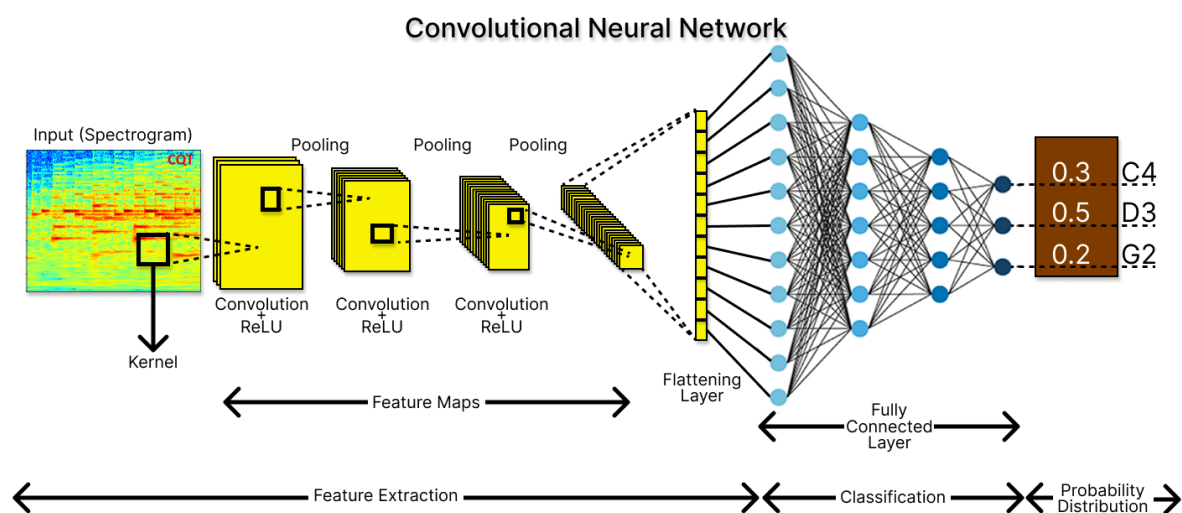 Convolutional Neural Network
Input (Spectrogram)
CQT
Pooling
Pooling
Pooling
Convolution
+
ReLU
Convolution
+
ReLU
Convolution
+
ReLU
Kernel
Feature Maps
Flattening
Layer
Fully
Connected
Layer
0.3 C4
0.5 D3
0.2 G2
Feature Extraction
Classification
Probability
Distribution